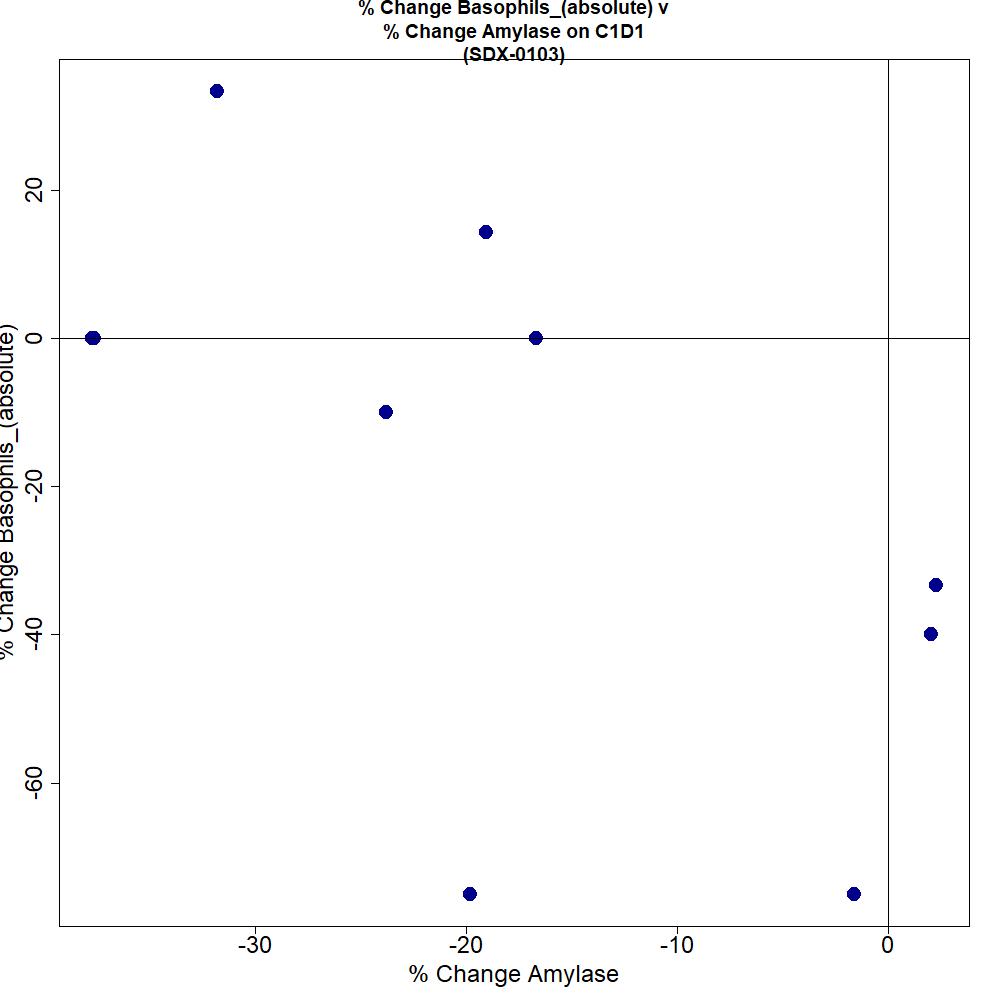 % Change Basophils_(absolute) v
% Change Amylase on C1D1
(SDX-0103)
% Change Basophils_(absolute)
20
0
-20
-40
-60
-30
-20
-10
0
% Change Amylase